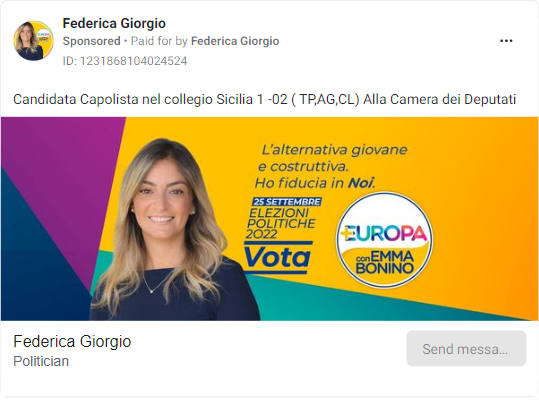 Federica Giorgio
Sponsored • Paid for by Federica Giorgio
ID: 1231868104024524
Candidata Capolista nel collegio Sicilia 1 -02 ( TP,AG,CL) Alla Camera dei Deputati
L'alternativa giovane
e costruttiva.
Ho fiducia in Noi.
25 SETTEMBRE
ELEZIONI
POLITICHE
2022
Vota
+EUROPA
con EMMA
BONINO
Federica Giorgio
Politician
Send messa...